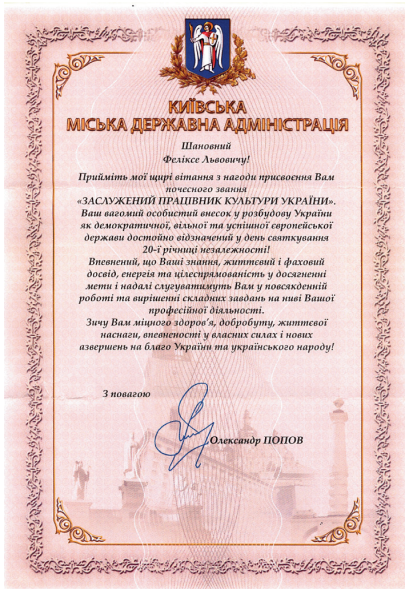 КИЇВСЬКА
МІСЬКА ДЕРЖАВНА АДМІНІСТРАЦІЯ
Шановний
Феліксе Львовичу!
Прийміть мої щирі вітання з нагоди присвоєння Вам
почесного звання
«ЗАСЛУЖЕНИЙ ПРАЦІВНИК КУЛЬТУРИ УКРАЇНИ».
Ваш вагомий особистий внесок у розбудову України
як демократичної, вільної та успішної європейської
держави достойно відзначений у день святкування
20-ї річниці незалежності!
Впевнений, що Ваші знання, життєвий і фаховий
досвід, енергія та цілеспрямованість у досягненні
мети і надалі слугуватимуть Вам у повсякденній
роботі та вирішенні складних завдань на ниві Вашої
професійної діяльності.
Зичу Вам міцного здоров'я, добробуту, життєвої
наснаги, впевненості у власних силах і нових
звершень на благо України та українського народу!
З повагою
Олександр ПОПОВ